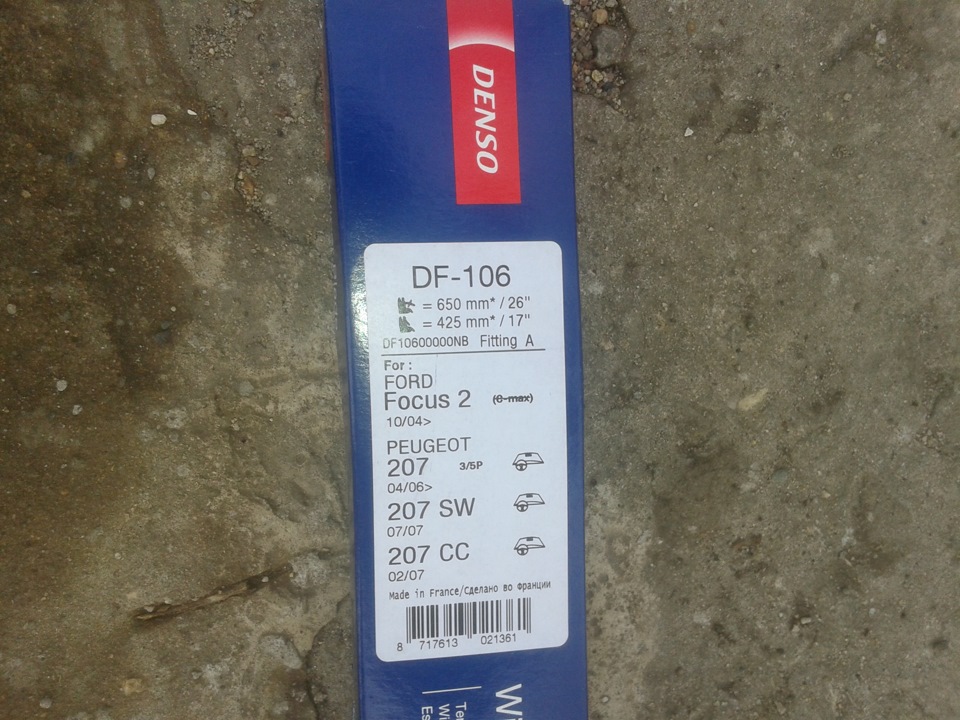 DENSO
DF-106
= 650 mm* / 26"
= 425 mm* / 17"
DF10600000NB Fitting A
For :
FORD
Focus 2 (c-max)
10/04>
PEUGEOT
207 3/5P
04/06>
207 SW
07/07
207 CC
02/07
Made in France/Сделано во Франции
8 717613 021361